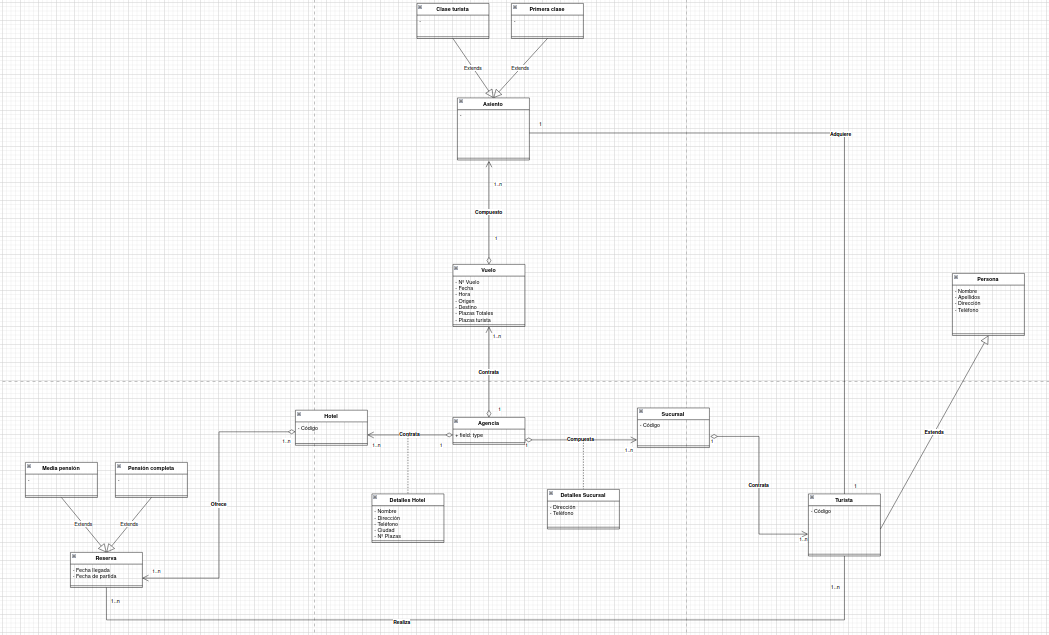 Clase turista
-
Primera clase
-
Extends
Extends
Asiento
-
1
Adquiere
1..n
Compuesto
1
Vuelo
- Nº Vuelo
- Fecha
- Hora
- Origen
- Destino
- Plazas Totales
- Plazas turista
Persona
- Nombre
- Apellidos
- Dirección
- Teléfono
1..n
Contrata
1
Hotel
- Código
1..n
Agencia
+ field: type
Sucursal
- Código
Contrata
1..n
1
Compuesta
1
1..n
1
Extends
Media pensión
-
Pensión completa
-
Ofrece
Detalles Hotel
- Nombre
- Dirección
- Teléfono
- Ciudad
- Nº Plazas
Detalles Sucursal
- Dirección
- Teléfono
Contrata
1
Turista
- Código
1..n
Extends
Extends
Reserva
- Fecha llegada
- Fecha de partida
1..n
1..n
1..n
Realiza